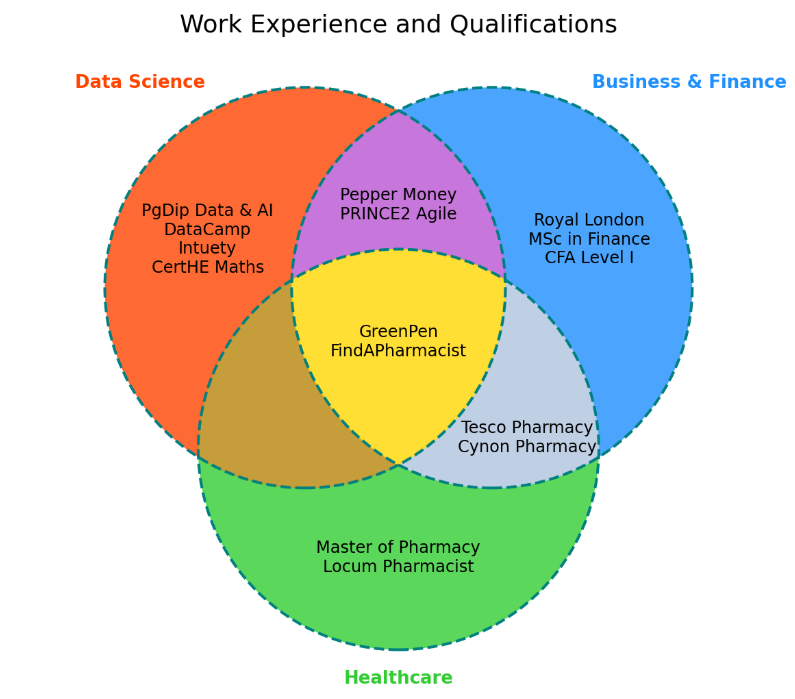 Work Experience and Qualifications
Data Science
Business & Finance
Pepper Money
PRINCE2 Agile
PgDip Data & AI
DataCamp
Intuety
CertHE Maths
Royal London
MSc in Finance
CFA Level I
GreenPen
FindAPharmacist
Tesco Pharmacy
Cynon Pharmacy
Master of Pharmacy
Locum Pharmacist
Healthcare